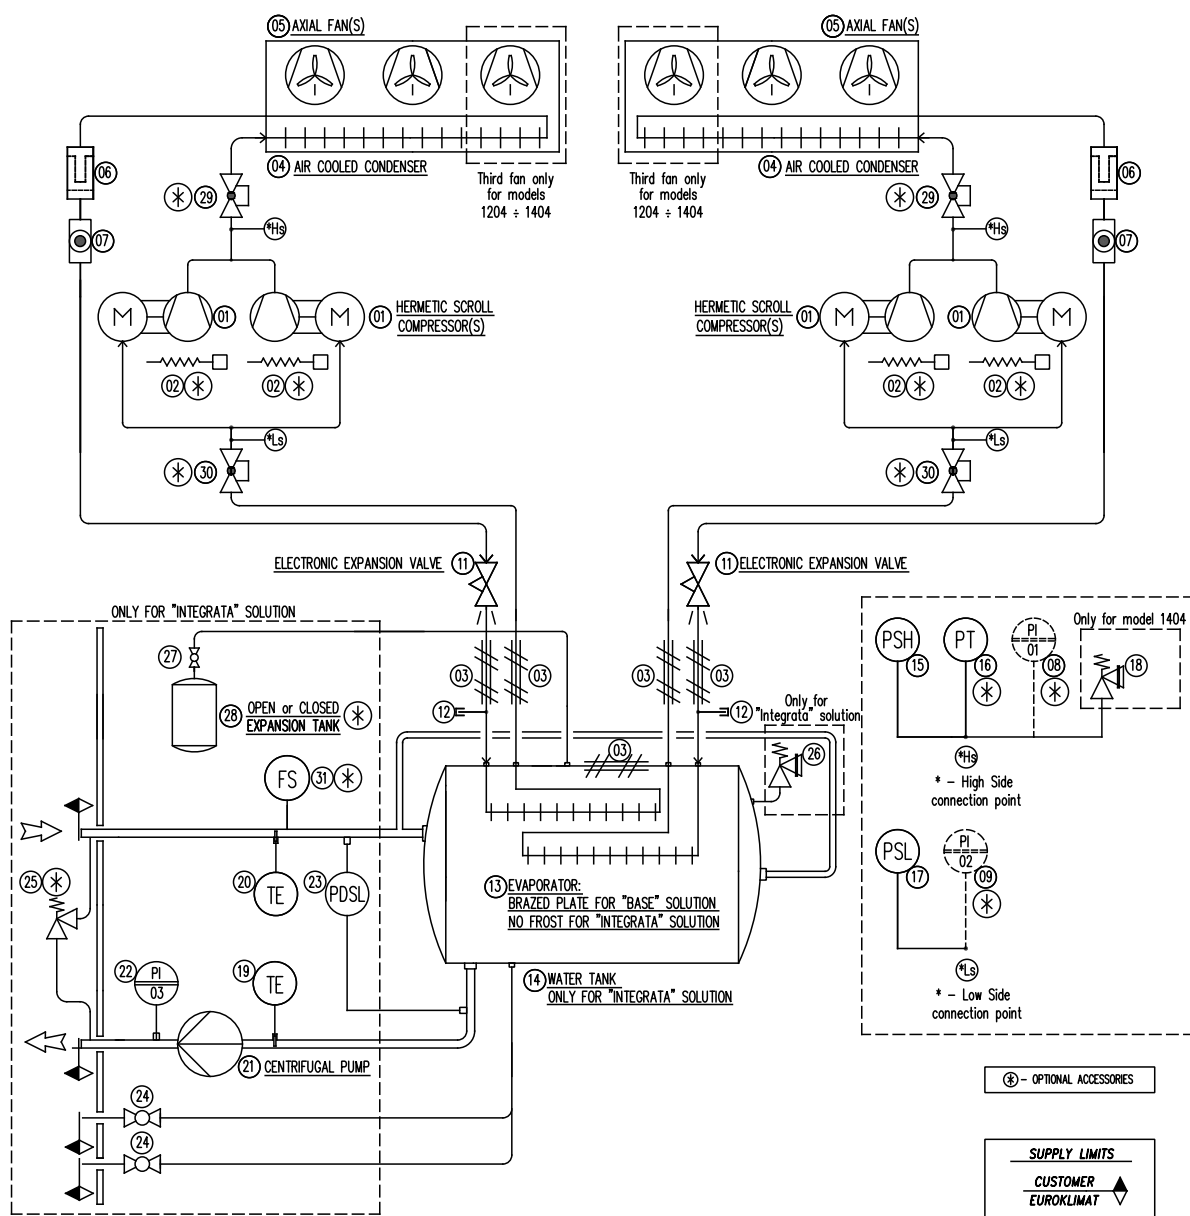 05 AXIAL FAN(S)
05 AXIAL FAN(S)
04 AIR COOLED CONDENSER
04 AIR COOLED CONDENSER
Third fan only
for models
1204 ÷ 1404
Third fan only
for models
1204 ÷ 1404
06
29
29
06
07
*Hs
*Hs
07
M
01
M
01 HERMETIC SCROLL
COMPRESSOR(S)
HERMETIC SCROLL
COMPRESSOR(S)
01
M
01
M
02
02
02
02
*Ls
*Ls
30
30
ELECTRONIC EXPANSION VALVE
11
11 ELECTRONIC EXPANSION VALVE
ONLY FOR "INTEGRATA" SOLUTION
27
03
03
03
03
28 OPEN or CLOSED
EXPANSION TANK
12
12
Only for
"Integrata" solution
03
26
FS
31
25
20
TE
23
PDSL
13 EVAPORATOR:
BRAZED PLATE FOR "BASE" SOLUTION
NO FROST FOR "INTEGRATA" SOLUTION
22
PI
03
19
TE
14 WATER TANK
ONLY FOR "INTEGRATA" SOLUTION
21 CENTRIFUGAL PUMP
24
24
PSH
15
PT
16
PI
01
08
Only for model 1404
18
*Hs
* - High Side
connection point
PSL
17
PI
02
09
*Ls
* - Low Side
connection point
* - OPTIONAL ACCESSORIES
SUPPLY LIMITS
CUSTOMER
EUROKLIMAT